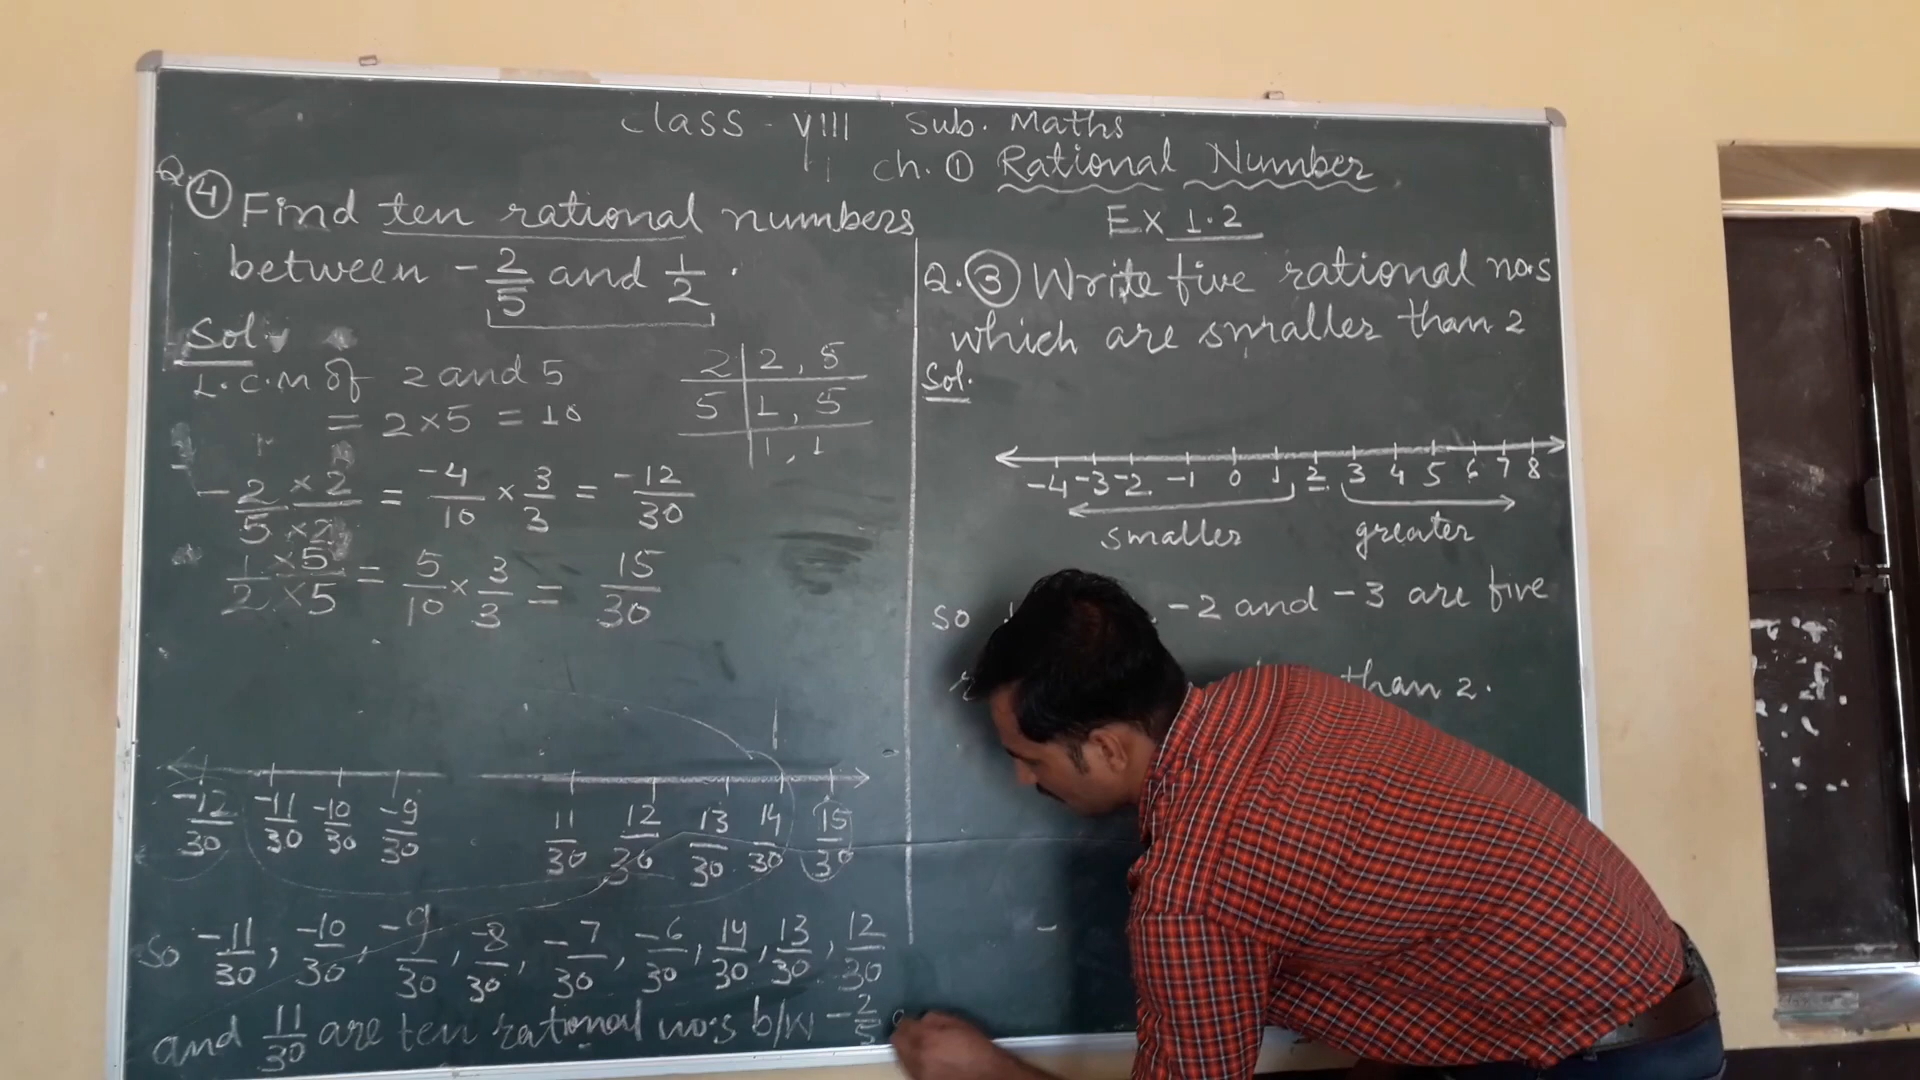 Class - VIII Sub. Maths
Ch. ① Rational Number
Q. ④ Find ten rational numbers
between -2/5 and 1/2.
Sol.
L.C.M of 2 and 5
= 2×5 = 10
2 | 2, 5
5 | 1, 5
1, 1
-2/5 ×2/×2 = -4/10 × 3/3 = -12/30
1/2 ×5/×5 = 5/10 × 3/3 = 15/30
-12/30 -11/30 -10/30 -9/30 11/30 12/30 13/30 14/30 15/30
So -11/30, -10/30, -9/30, -8/30, -7/30, -6/30, 14/30, 13/30, 12/30
and 11/30 are ten rational no.s b/w -2/5
Ex 1.2
Q. ③ Write five rational nos
which are smaller than 2
Sol.
-4 -3 -2 -1 0 1 2 3 4 5 6 7 8
smaller greater
so -2 and -3 are five
than 2.